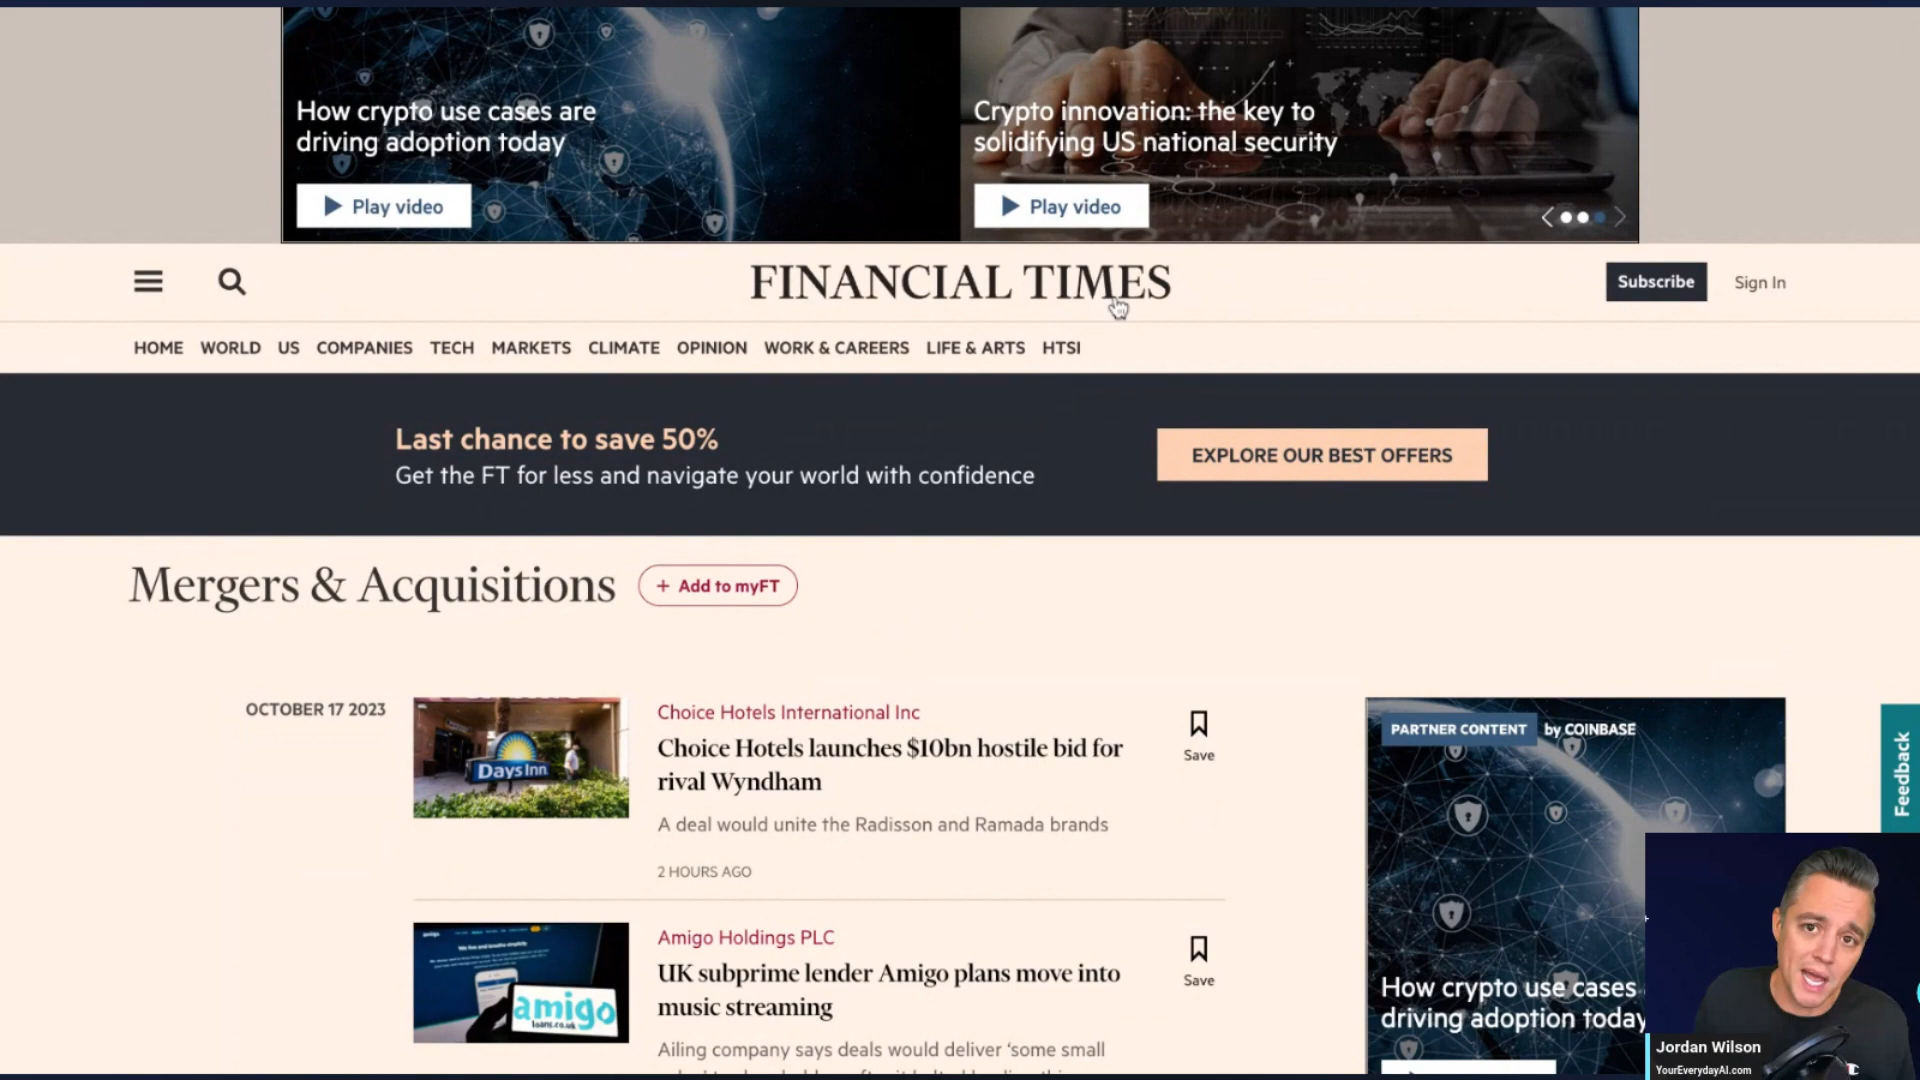 How crypto use cases are
driving adoption today
Play video
Crypto innovation: the key to
solidifying US national security
Play video
FINANCIAL TIMES
Subscribe
Sign In
HOME WORLD US COMPANIES TECH MARKETS CLIMATE OPINION WORK & CAREERS LIFE & ARTS HTSI
Last chance to save 50%
Get the FT for less and navigate your world with confidence
EXPLORE OUR BEST OFFERS
Mergers & Acquisitions
+ Add to myFT
OCTOBER 17 2023
Days Inn
Choice Hotels International Inc
Choice Hotels launches $10bn hostile bid for
rival Wyndham
A deal would unite the Radisson and Ramada brands
2 HOURS AGO
Save
amigo
loans.co.uk
Amigo Holdings PLC
UK subprime lender Amigo plans move into
music streaming
Ailing company says deals would deliver ‘some small
Save
PARTNER CONTENT by COINBASE
How crypto use cases
driving adoption today
Feedback
Jordan Wilson
YourEverydayAI.com